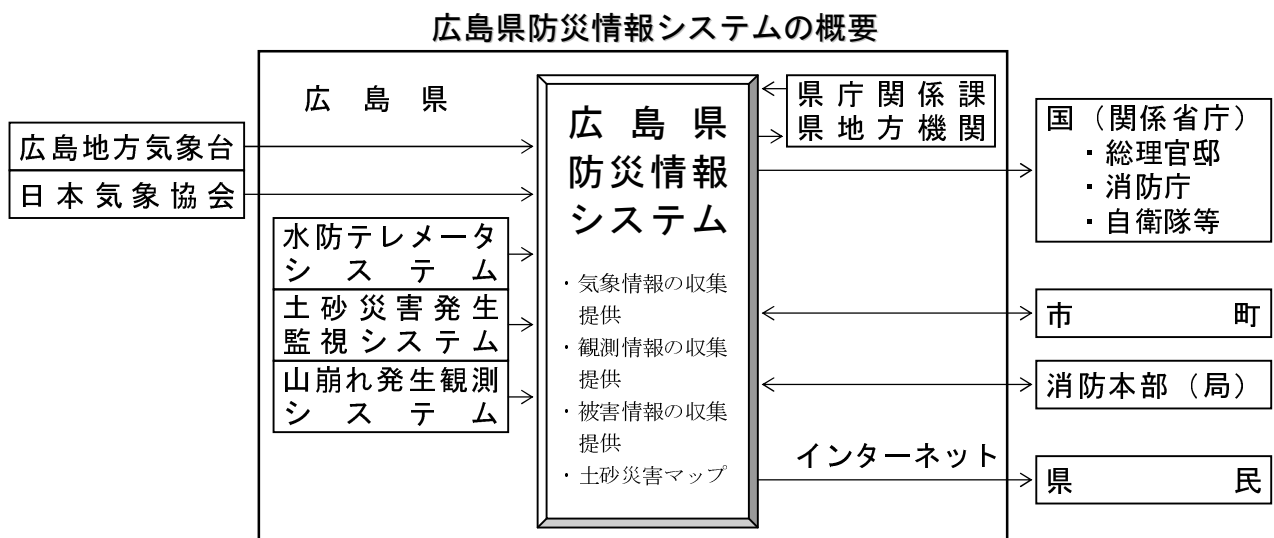 広島県防災情報システムの概要
広島県
広島地方気象台
日本気象協会
水防テレメータ
システム
土砂災害発生
監視システム
山崩れ発生観測
システム
広島県
防災情報
システム
・気象情報の収集
提供
・観測情報の収集
提供
・被害情報の収集
提供
・土砂災害マップ
県庁関係課
県地方機関
国（関係省庁）
・総理官邸
・消防庁
・自衛隊等
市町
消防本部（局）
インターネット
県民